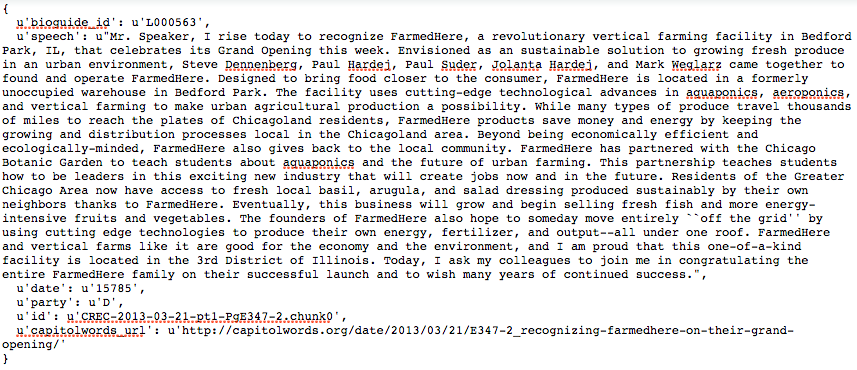 {
  u'bioguide_id': u'L000563',
  u'speech': u"Mr. Speaker, I rise today to recognize FarmedHere, a revolutionary vertical farming facility in Bedford
Park, IL, that celebrates its Grand Opening this week. Envisioned as an sustainable solution to growing fresh produce
in an urban environment, Steve Dennenberg, Paul Hardej, Paul Suder, Jolanta Hardej, and Mark Weglarz came together to
found and operate FarmedHere. Designed to bring food closer to the consumer, FarmedHere is located in a formerly
unoccupied warehouse in Bedford Park. The facility uses cutting-edge technological advances in aquaponics, aeroponics,
and vertical farming to make urban agricultural production a possibility. While many types of produce travel thousands
of miles to reach the plates of Chicagoland residents, FarmedHere products save money and energy by keeping the
growing and distribution processes local in the Chicagoland area. Beyond being economically efficient and
ecologically-minded, FarmedHere also gives back to the local community. FarmedHere has partnered with the Chicago
Botanic Garden to teach students about aquaponics and the future of urban farming. This partnership teaches students
how to be leaders in this exciting new industry that will create jobs now and in the future. Residents of the Greater
Chicago Area now have access to fresh local basil, arugula, and salad dressing produced sustainably by their own
neighbors thanks to FarmedHere. Eventually, this business will grow and begin selling fresh fish and more energy-
intensive fruits and vegetables. The founders of FarmedHere also hope to someday move entirely ``off the grid'' by
using cutting edge technologies to produce their own energy, fertilizer, and output--all under one roof. FarmedHere
and vertical farms like it are good for the economy and the environment, and I am proud that this one-of-a-kind
facility is located in the 3rd District of Illinois. Today, I ask my colleagues to join me in congratulating the
entire FarmedHere family on their successful launch and to wish many years of continued success.",
  u'date': u'15785',
  u'party': u'D',
  u'id': u'CREC-2013-03-21-pt1-PgE347-2.chunk0',
  u'capitolwords_url': u'http://capitolwords.org/date/2013/03/21/E347-2_recognizing-farmedhere-on-their-grand-
opening/'
}